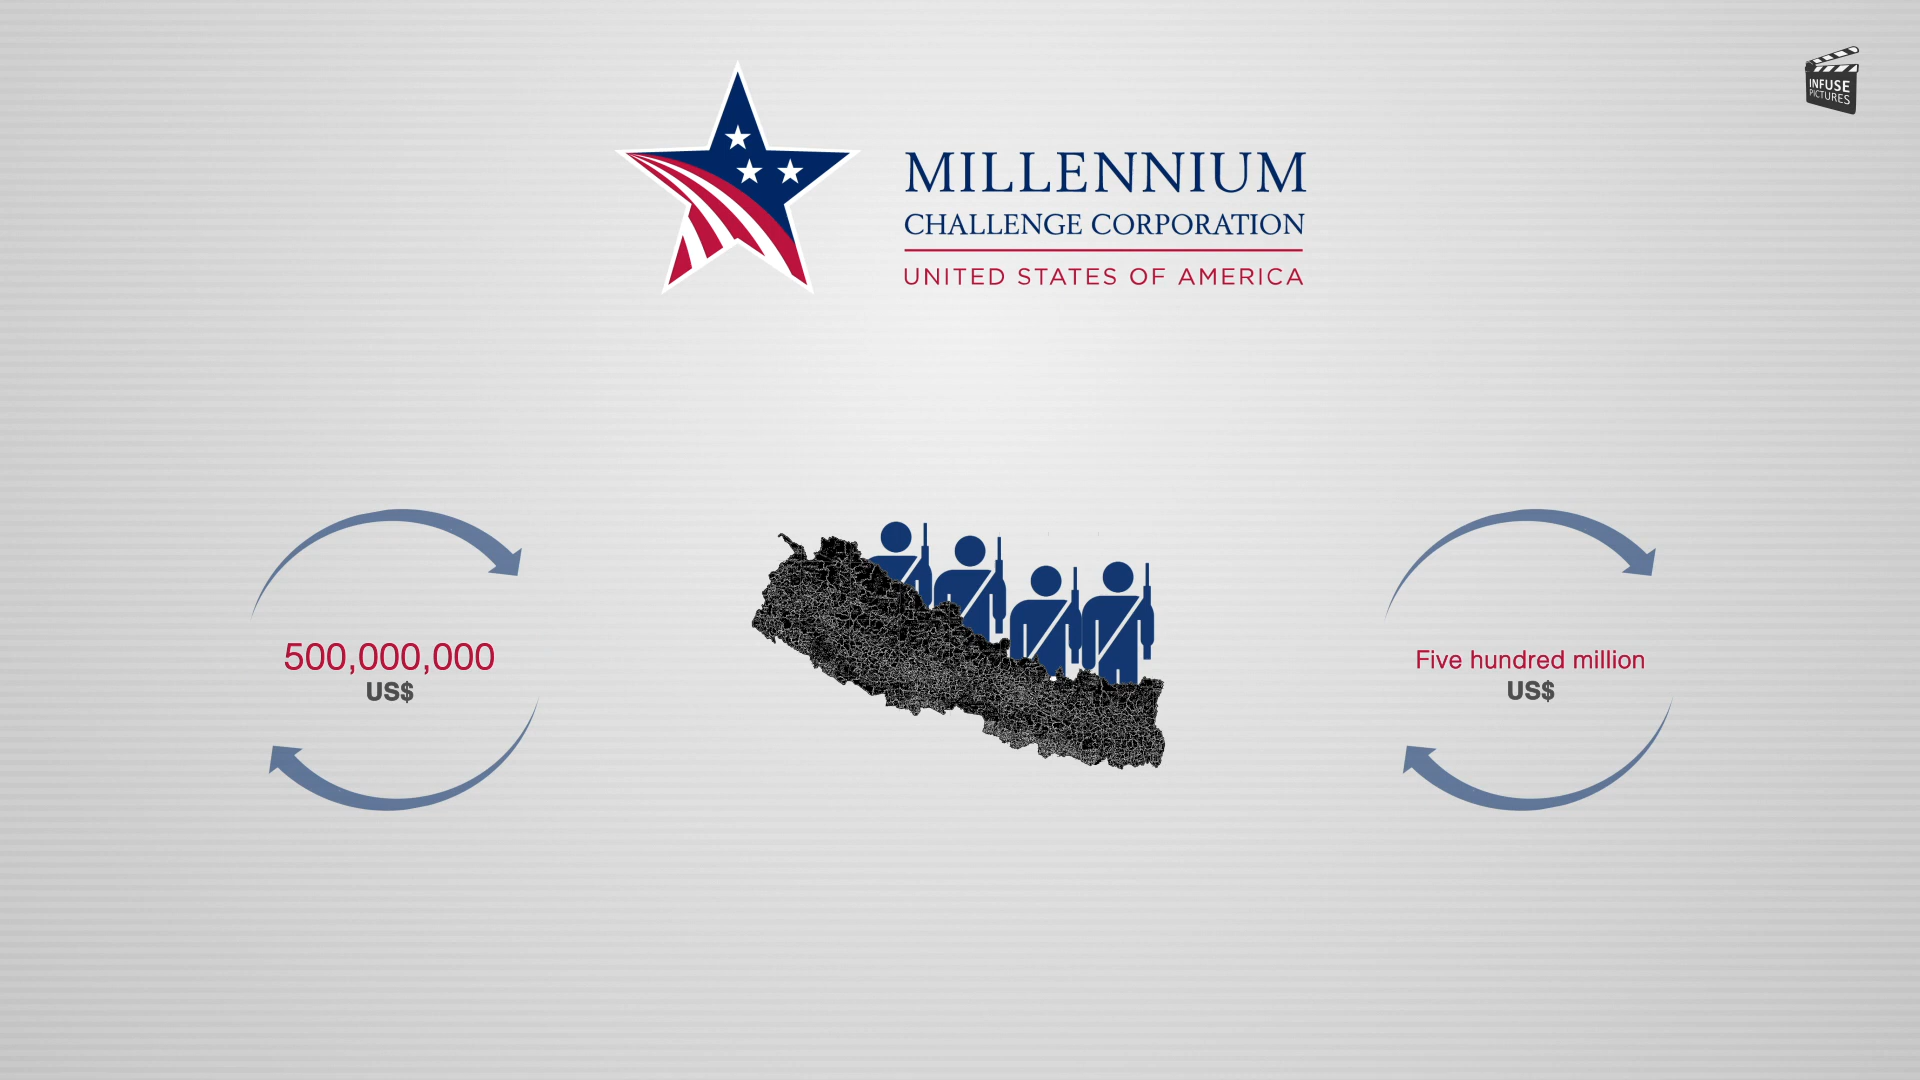 INFUSE
PICTURES
MILLENNIUM
CHALLENGE CORPORATION
UNITED STATES OF AMERICA
500,000,000
US$
Five hundred million
US$